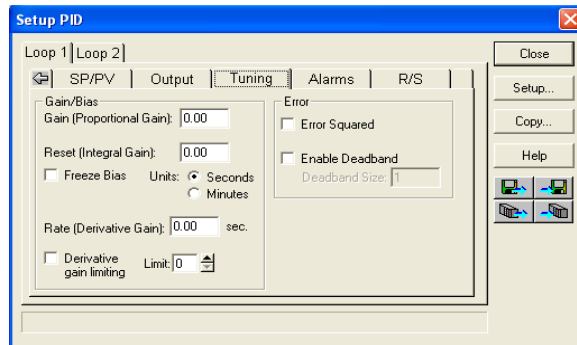 Setup PID
Loop 1 Loop 2
Close
SP/PV Output Tuning Alarms R/S
Setup...
Gain/Bias
Error
Gain (Proportional Gain): 0.00
Error Squared
Copy...
Reset (Integral Gain): 0.00
Enable Deadband
Help
Freeze Bias Units: Seconds
Deadband Size: 1
Minutes
Rate (Derivative Gain): 0.00 sec.
Derivative
gain limiting Limit: 0